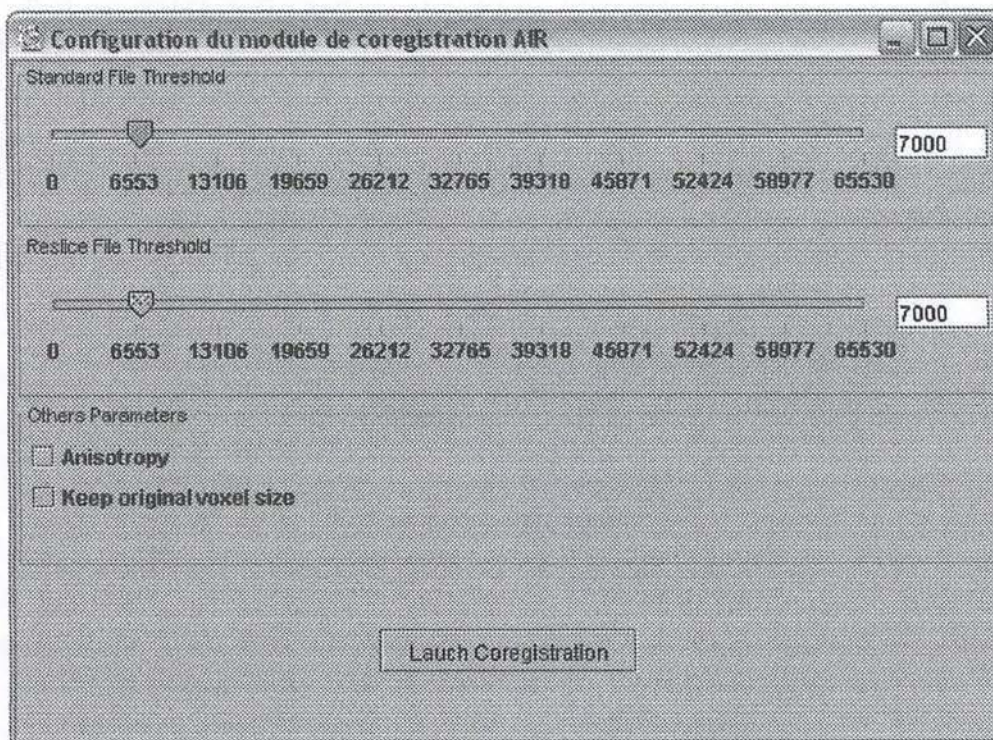 Configuration du module de coregistration AIR
Standard File Threshold
7000
0 6553 13106 19659 26212 32765 39318 45871 52424 58977 65530
Reslice File Threshold
7000
0 6553 13106 19659 26212 32765 39318 45871 52424 58977 65530
Others Parameters
Anisotropy
Keep original voxel size
Lauch Coregistration